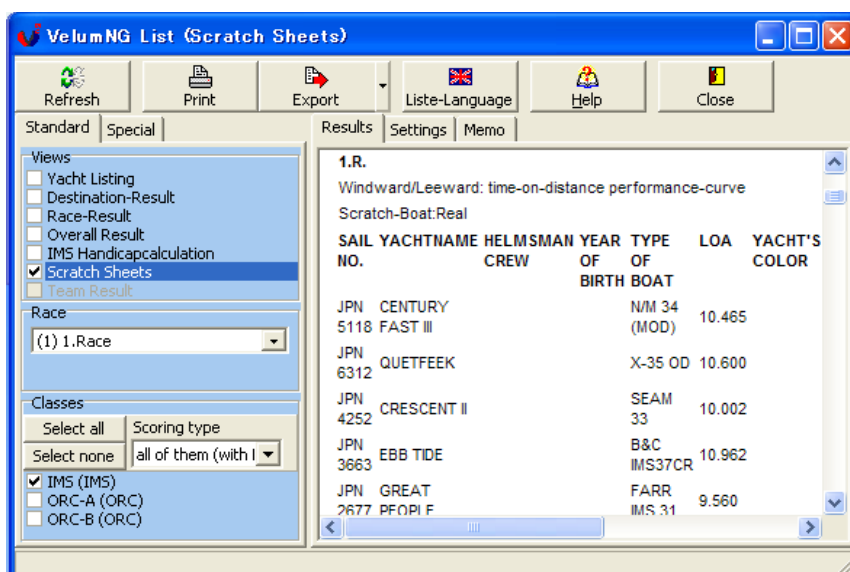 VelumNG List (Scratch Sheets)
Refresh Print Export Liste-Language Help Close
Standard Special
Views
Yacht Listing
Destination-Result
Race-Result
Overall Result
IMS Handicapcalculation
Scratch Sheets
Team Result
Race
(1) 1.Race
Classes
Select all Scoring type
Select none all of them (with
IMS (IMS)
ORC-A (ORC)
ORC-B (ORC)
Results Settings Memo
1.R.
Windward/Leeward: time-on-distance performance-curve
Scratch-Boat:Real
SAIL YACHTNAME HELMSMAN YEAR TYPE LOA YACHT'S
NO. CREW OF OF COLOR
BIRTH BOAT
JPN CENTURY N/M 34
5118 FAST III (MOD) 10.465
JPN
6312 QUETFEEK X-35 OD 10.600
JPN SEAM
4252 CRESCENT II 33 10.002
JPN B&C
3663 EBB TIDE IMS37CR 10.962
JPN GREAT FARR
2677 PEOPLE IMS 31 9.560